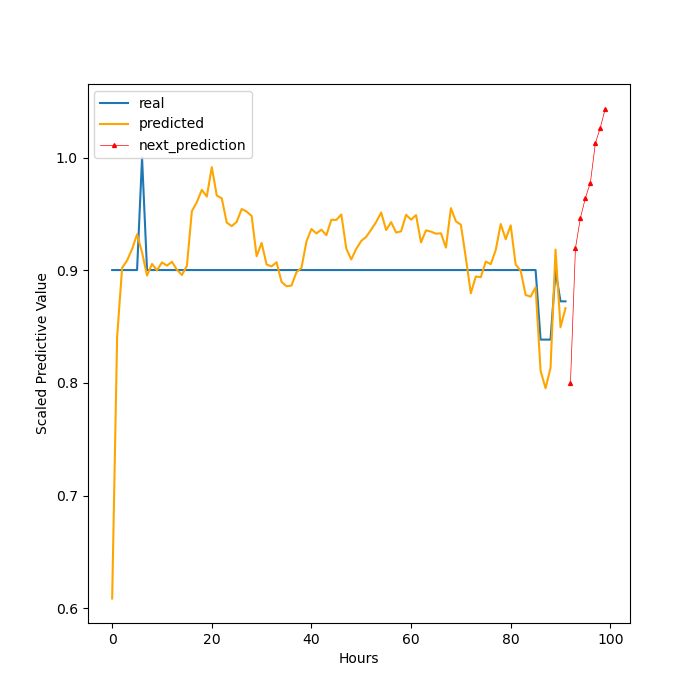 real
predicted
next_prediction
1.0
0.9
0.8
0.7
0.6
Scaled Predictive Value
0 20 40 60 80 100
Hours